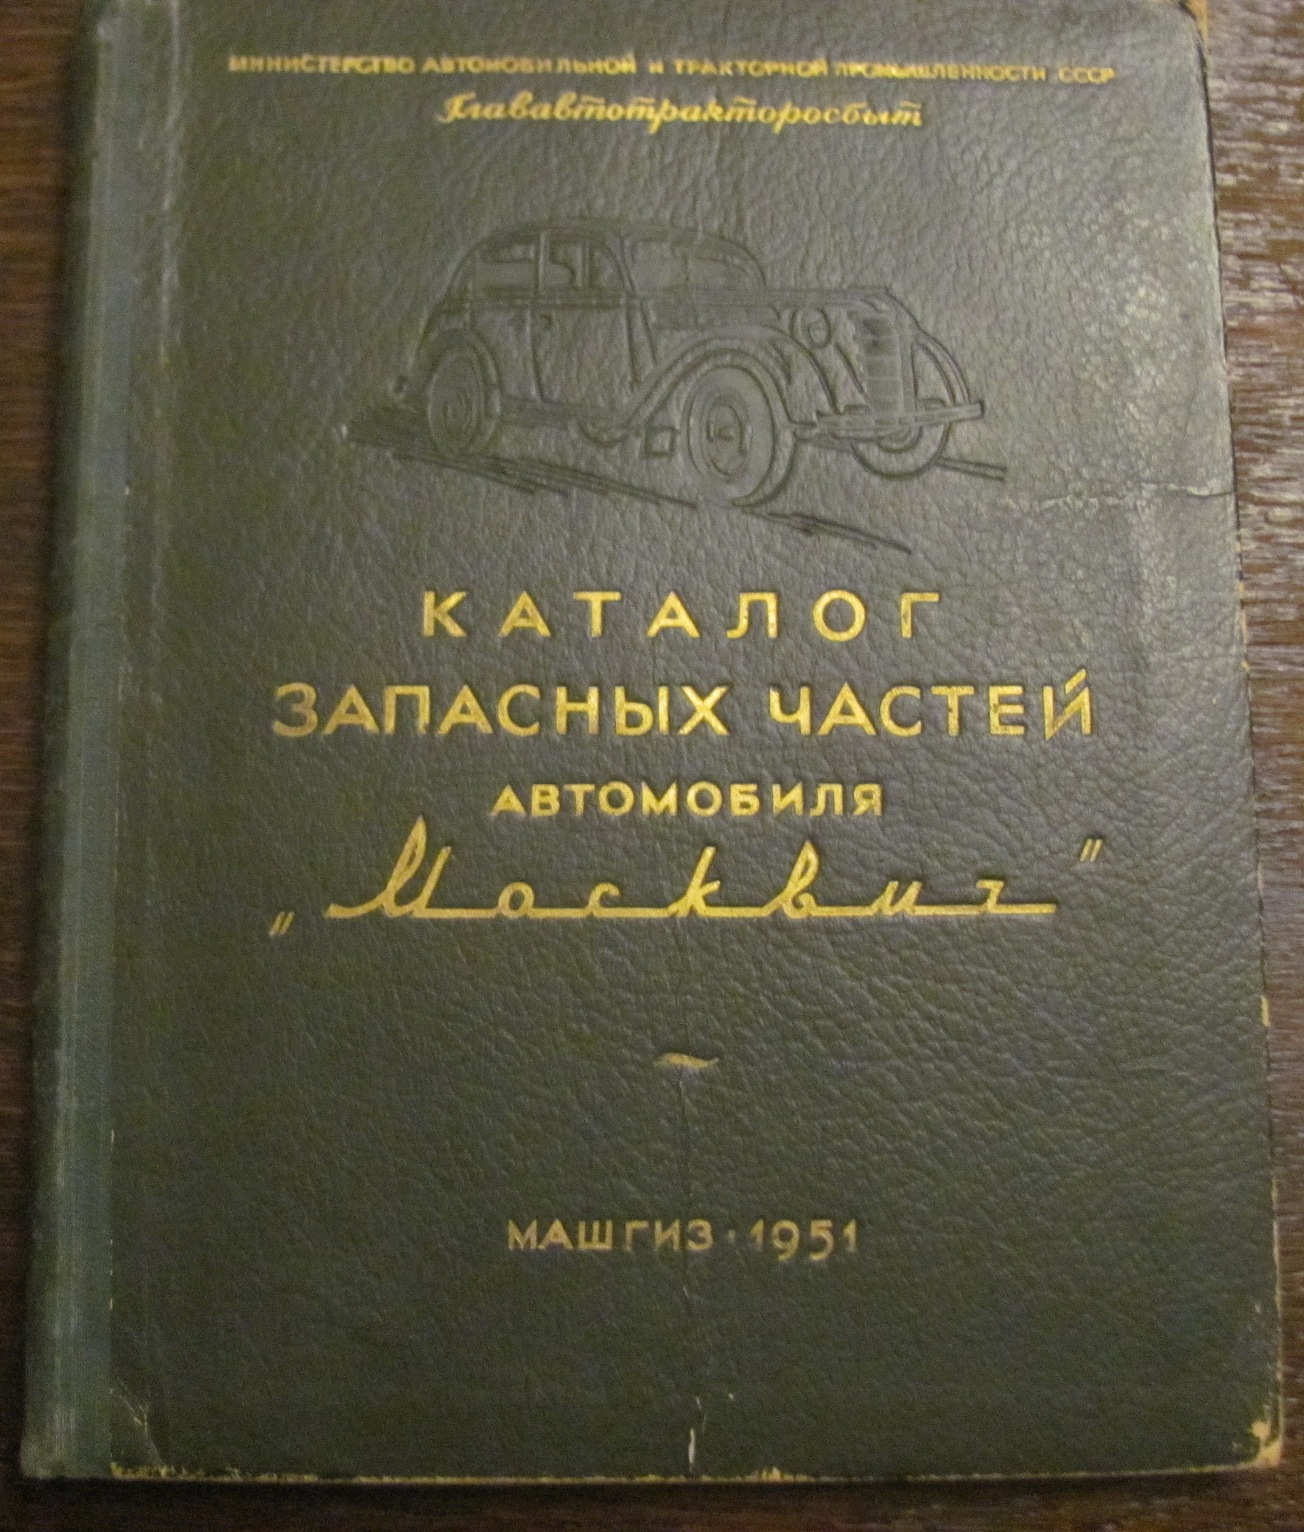 МИНИСТЕРСТВО АВТОМОБИЛЬНОЙ И ТРАКТОРНОЙ ПРОМЫШЛЕННОСТИ СССР
Глававтотракторосбыт
КАТАЛОГ
ЗАПАСНЫХ ЧАСТЕЙ
АВТОМОБИЛЯ
„Москвич"
МАШГИЗ · 1951